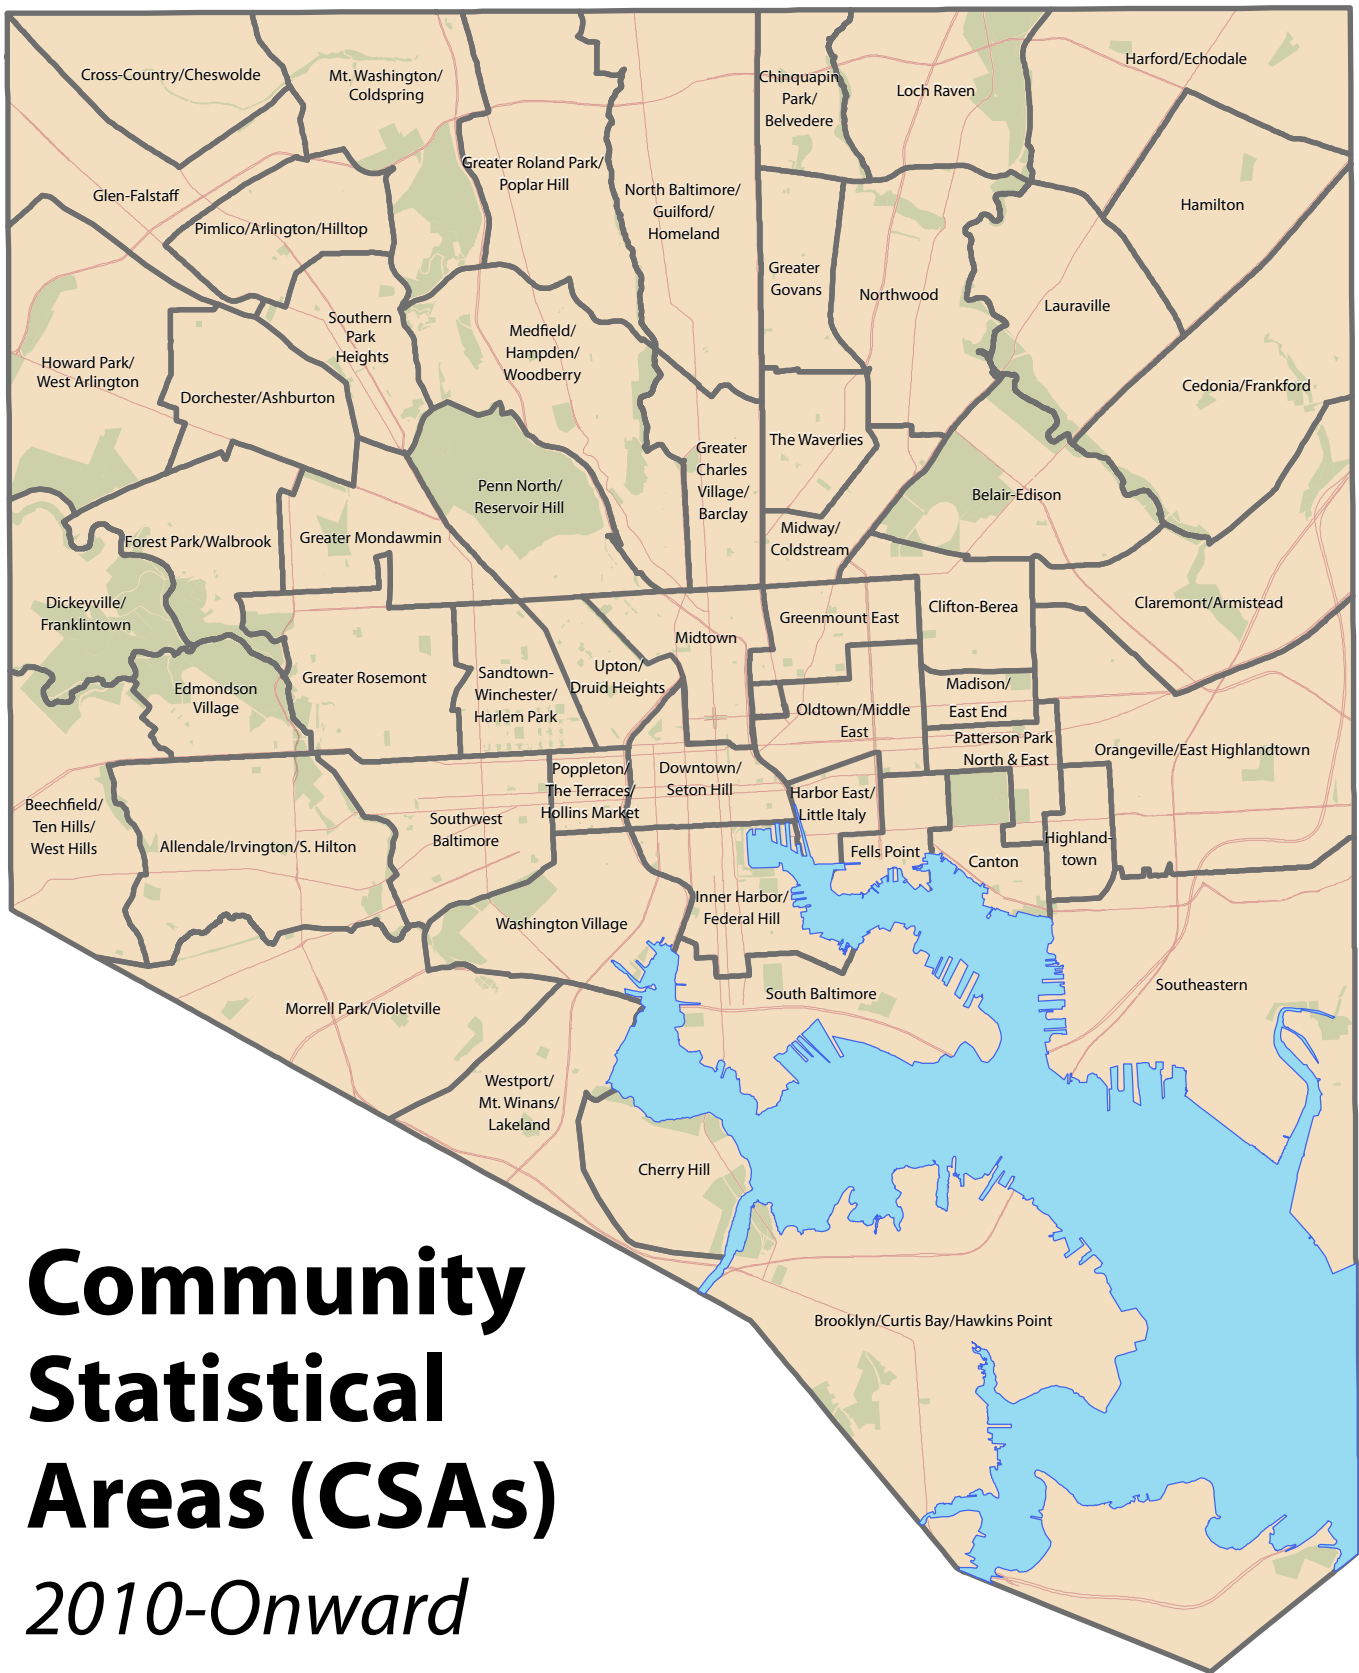 Cross-Country/Cheswolde
Mt. Washington/
Coldspring
Chinquapin
Park/
Belvedere
Loch Raven
Harford/Echodale
Greater Roland Park/
Poplar Hill
North Baltimore/
Guilford/
Homeland
Glen-Falstaff
Pimlico/Arlington/Hilltop
Hamilton
Greater
Govans
Northwood
Lauraville
Southern
Park
Heights
Medfield/
Hampden/
Woodberry
Howard Park/
West Arlington
Dorchester/Ashburton
Cedonia/Frankford
The Waverlies
Greater
Charles
Village/
Barclay
Penn North/
Reservoir Hill
Belair-Edison
Midway/
Coldstream
Forest Park/Walbrook
Greater Mondawmin
Dickeyville/
Franklintown
Greenmount East
Clifton-Berea
Claremont/Armistead
Midtown
Edmondson
Village
Greater Rosemont
Sandtown-
Winchester/
Harlem Park
Upton/
Druid Heights
Madison/
East End
Oldtown/Middle
East
Patterson Park
North & East
Orangeville/East Highlandtown
Poppleton/
The Terraces/
Hollins Market
Downtown/
Seton Hill
Harbor East/
Little Italy
Beechfield/
Ten Hills/
West Hills
Allendale/Irvington/S. Hilton
Southwest
Baltimore
Fells Point
Canton
Highland-
town
Inner Harbor/
Federal Hill
Washington Village
South Baltimore
Southeastern
Morrell Park/Violetville
Westport/
Mt. Winans/
Lakeland
Cherry Hill
Brooklyn/Curtis Bay/Hawkins Point
Community
Statistical
Areas (CSAs)
2010-Onward